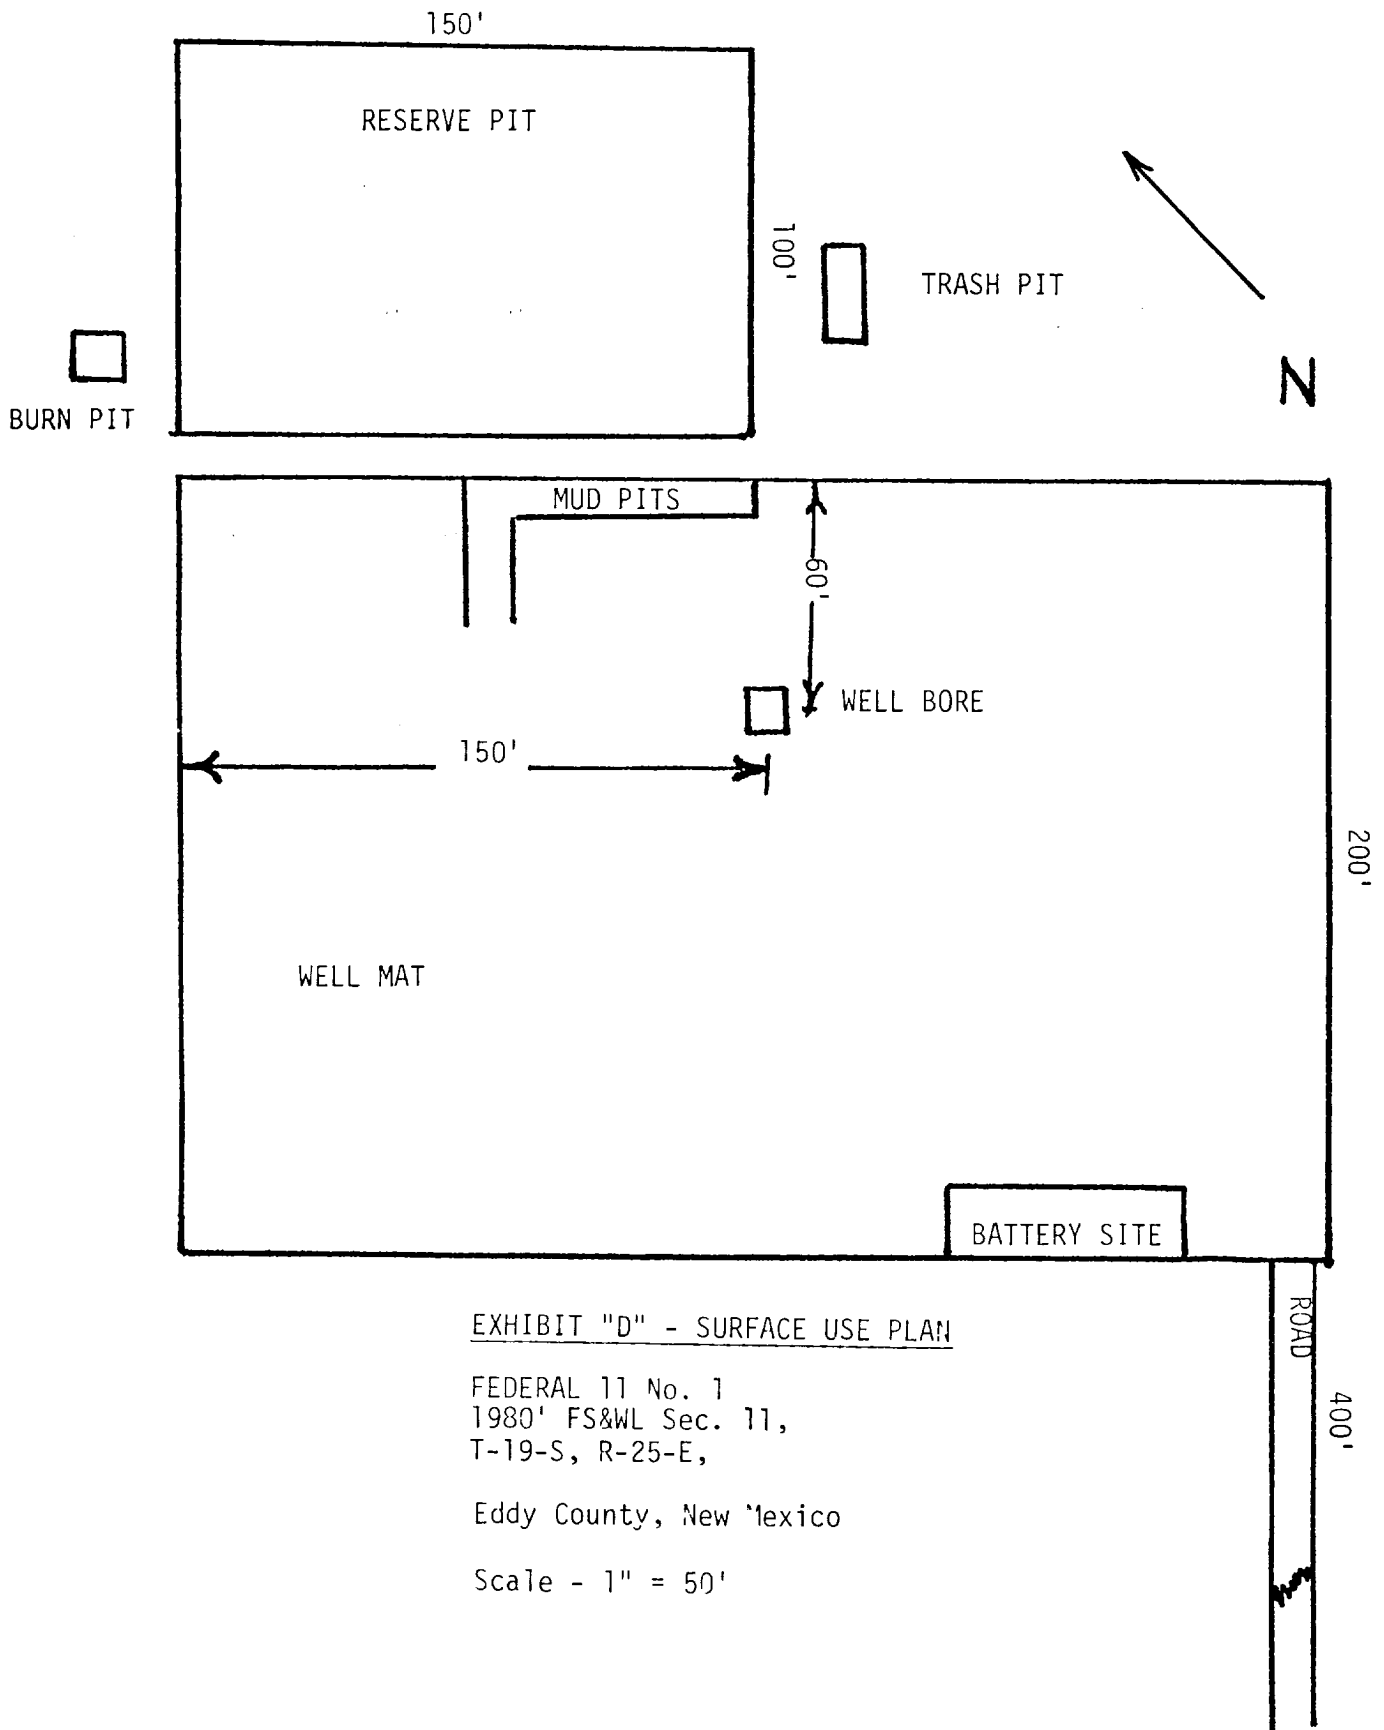 150'
RESERVE PIT
100'
TRASH PIT
N
BURN PIT
MUD PITS
60'
WELL BORE
150'
200'
WELL MAT
BATTERY SITE
ROAD
400'
EXHIBIT "D" - SURFACE USE PLAN
FEDERAL 11 No. 1
1980' FS&WL Sec. 11,
T-19-S, R-25-E,
Eddy County, New Mexico
Scale - 1" = 50'